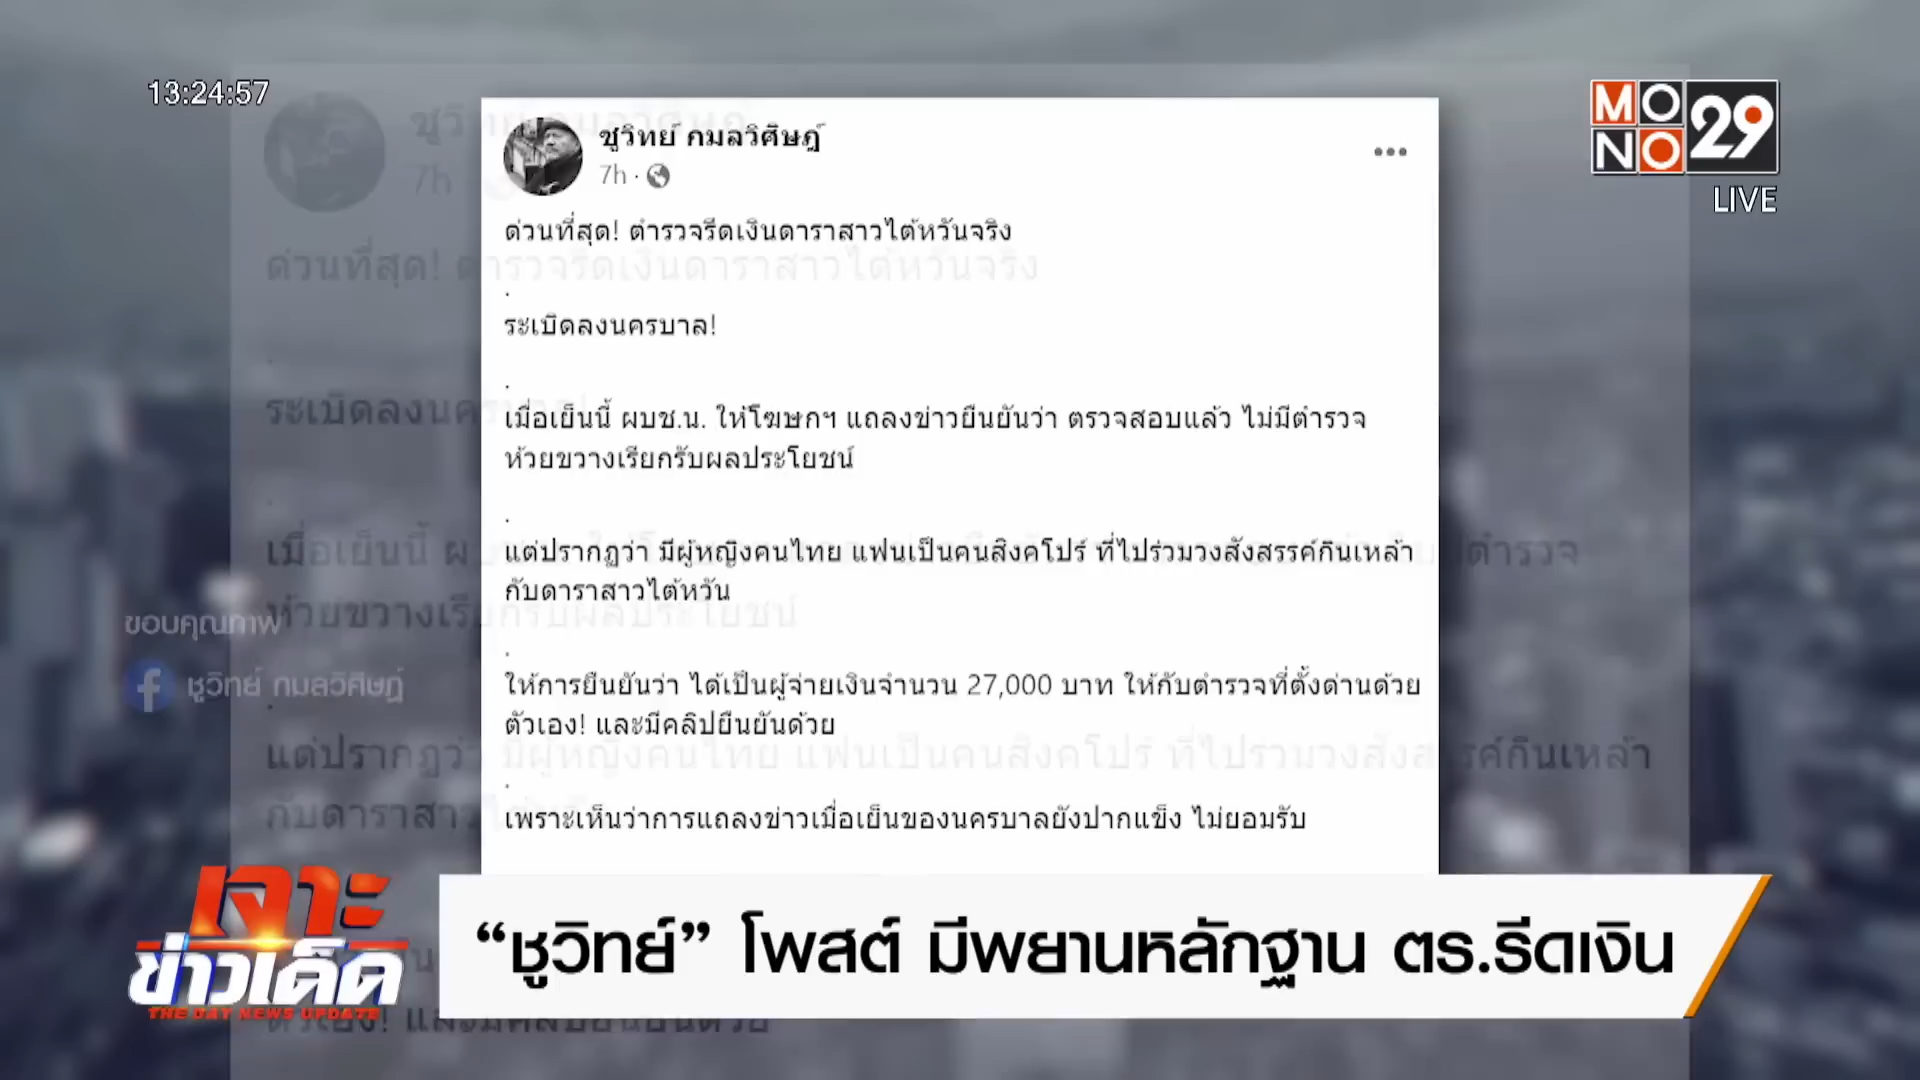 13:24:57
MONO 29
LIVE
ชูวิทย์ กมลวิศิษฎ์
7h ·
ด่วนที่สุด! ตำรวจรีดเงินดาราสาวไต้หวันจริง
.
ระเบิดลงนครบาล!
.
เมื่อเย็นนี้ ผบช.น. ให้โฆษกฯ แถลงข่าวยืนยันว่า ตรวจสอบแล้ว ไม่มีตำรวจ
ห้วยขวางเรียกรับผลประโยชน์
.
แต่ปรากฏว่า มีผู้หญิงคนไทย แฟนเป็นคนสิงคโปร์ ที่ไปร่วมวงสังสรรค์กินเหล้า
กับดาราสาวไต้หวัน
.
ให้การยืนยันว่า ได้เป็นผู้จ่ายเงินจำนวน 27,000 บาท ให้กับตำรวจที่ตั้งด่านด้วย
ตัวเอง! และมีคลิปยืนยันด้วย
.
เพราะเห็นว่าการแถลงข่าวเมื่อเย็นของนครบาลยังปากแข็ง ไม่ยอมรับ
ขอบคุณภาพ
ชูวิทย์ กมลวิศิษฎ์
เจาะ
ข่าวเด็ด
THE DAY NEWS UPDATE
“ชูวิทย์” โพสต์ มีพยานหลักฐาน ตร.รีดเงิน